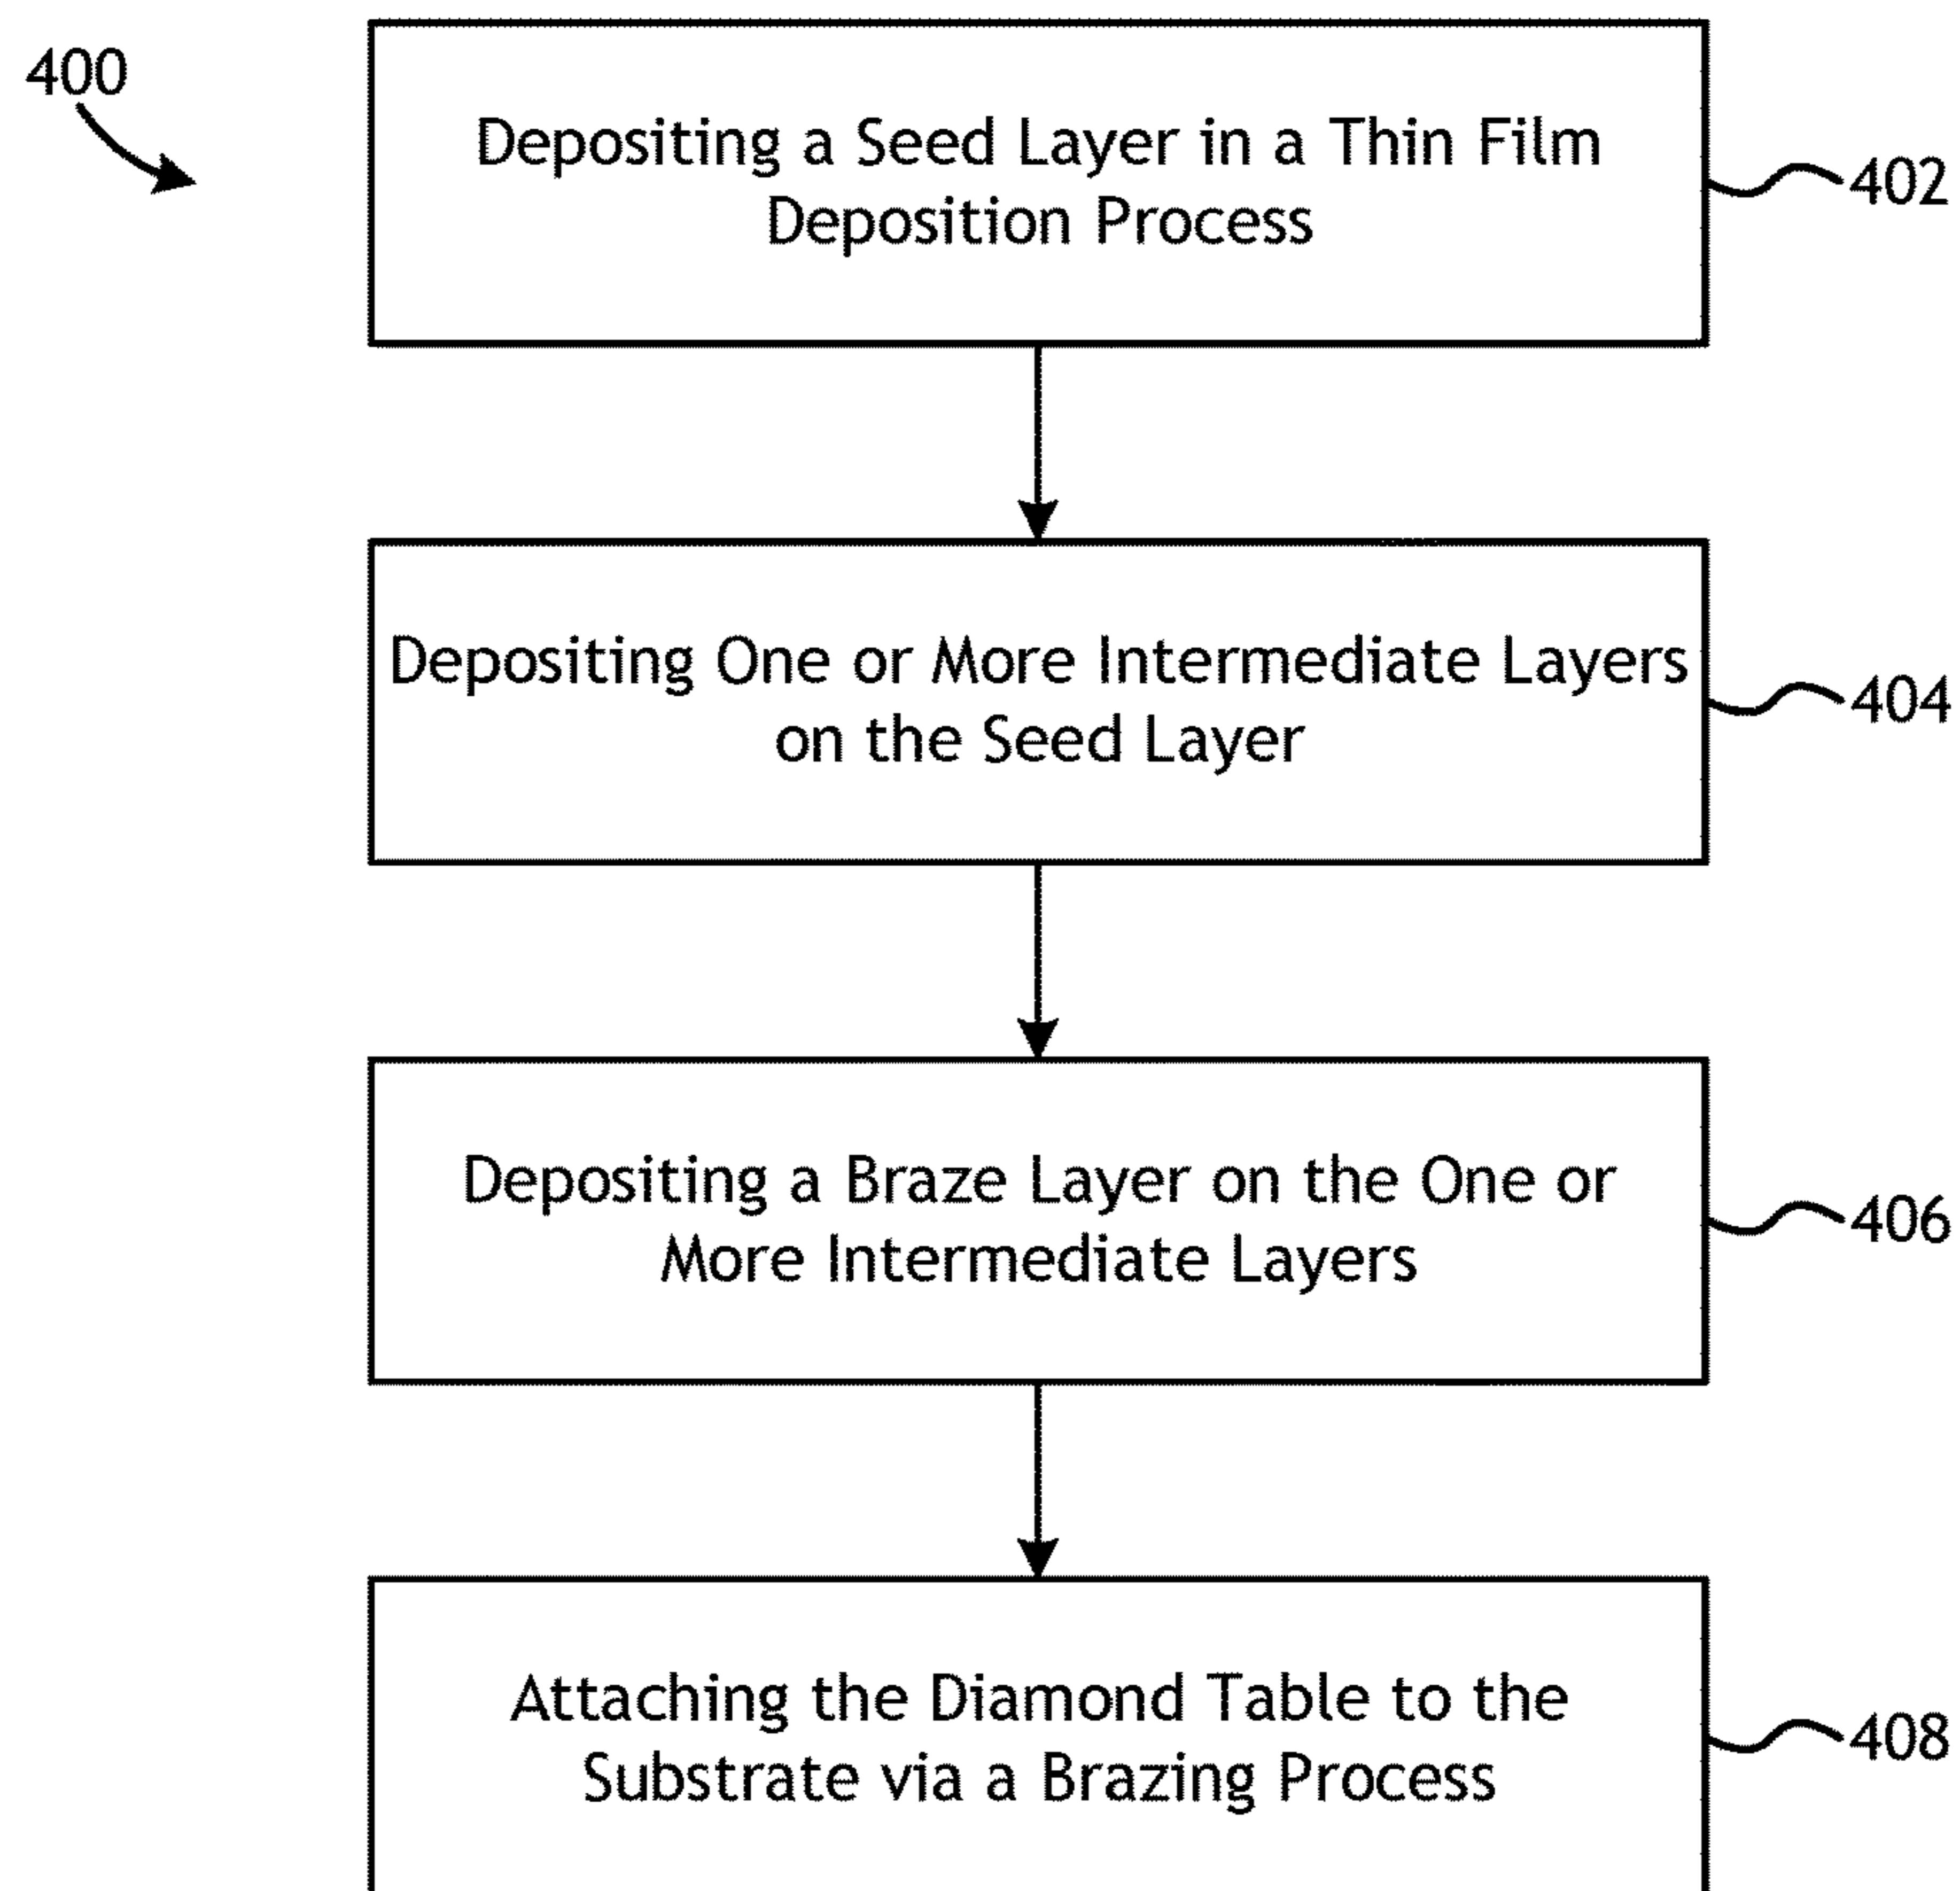 400
Depositing a Seed Layer in a Thin Film
Deposition Process
402
Depositing One or More Intermediate Layers
on the Seed Layer
404
Depositing a Braze Layer on the One or
More Intermediate Layers
406
Attaching the Diamond Table to the
Substrate via a Brazing Process
408